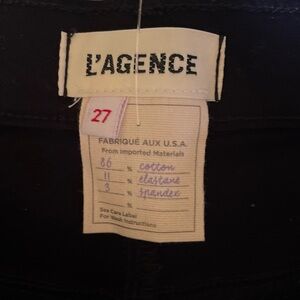 L'AGENCE
27
FABRIQUÉ AUX U.S.A.
From Imported Materials
86 % cotton
11 % elastane
3 % spandex
%
See Care Label
For Wash Instructions